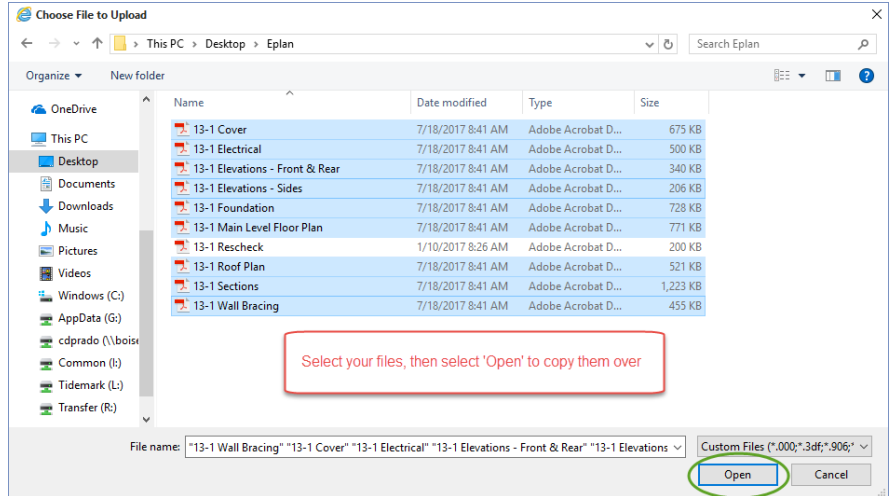 Choose File to Upload
This PC > Desktop > Eplan
Search Eplan
Organize
New folder
Name Date modified Type Size
OneDrive
This PC
Desktop
Documents
Downloads
Music
Pictures
Videos
Windows (C:)
AppData (G:)
cdprado (\\boise
Common (I:)
Tidemark (L:)
Transfer (R:)
13-1 Cover 7/18/2017 8:41 AM Adobe Acrobat D... 675 KB
13-1 Electrical 7/18/2017 8:41 AM Adobe Acrobat D... 500 KB
13-1 Elevations - Front & Rear 7/18/2017 8:41 AM Adobe Acrobat D... 340 KB
13-1 Elevations - Sides 7/18/2017 8:41 AM Adobe Acrobat D... 206 KB
13-1 Foundation 7/18/2017 8:41 AM Adobe Acrobat D... 728 KB
13-1 Main Level Floor Plan 7/18/2017 8:41 AM Adobe Acrobat D... 771 KB
13-1 Rescheck 1/10/2017 8:26 AM Adobe Acrobat D... 200 KB
13-1 Roof Plan 7/18/2017 8:41 AM Adobe Acrobat D... 521 KB
13-1 Sections 7/18/2017 8:41 AM Adobe Acrobat D... 1,223 KB
13-1 Wall Bracing 7/18/2017 8:41 AM Adobe Acrobat D... 455 KB
Select your files, then select 'Open' to copy them over
File name: "13-1 Wall Bracing" "13-1 Cover" "13-1 Electrical" "13-1 Elevations - Front & Rear" "13-1 Elevations
Custom Files (*.000;*.3df;*.906;*
Open
Cancel